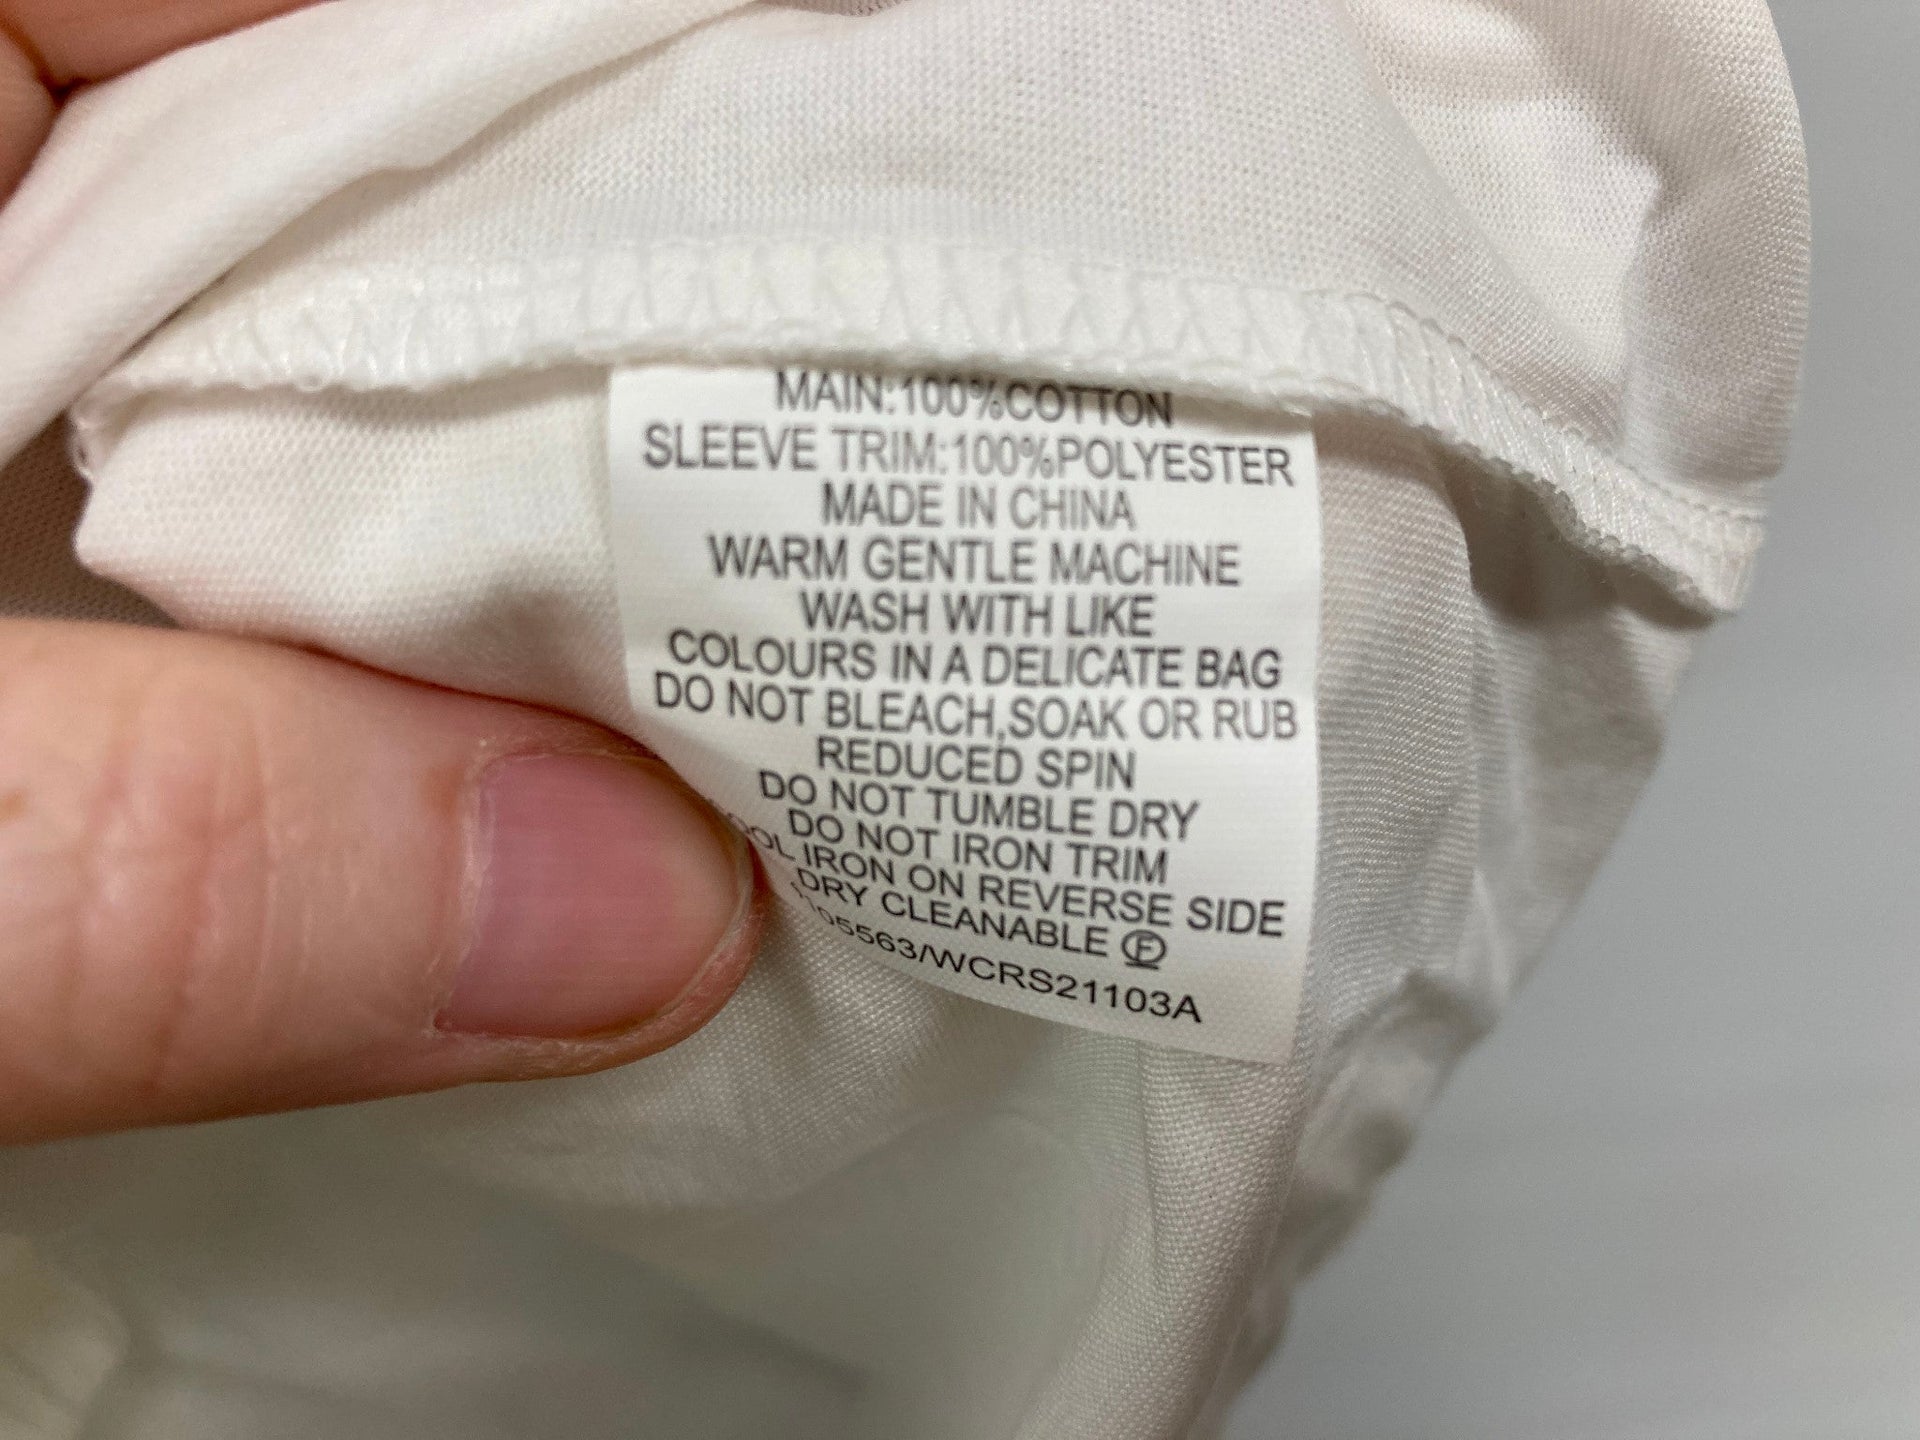 MAIN:100%COTTON
SLEEVE TRIM:100%POLYESTER
MADE IN CHINA
WARM GENTLE MACHINE
WASH WITH LIKE
COLOURS IN A DELICATE BAG
DO NOT BLEACH,SOAK OR RUB
REDUCED SPIN
DO NOT TUMBLE DRY
DO NOT IRON TRIM
IRON ON REVERSE SIDE
DRY CLEANABLE Ⓕ